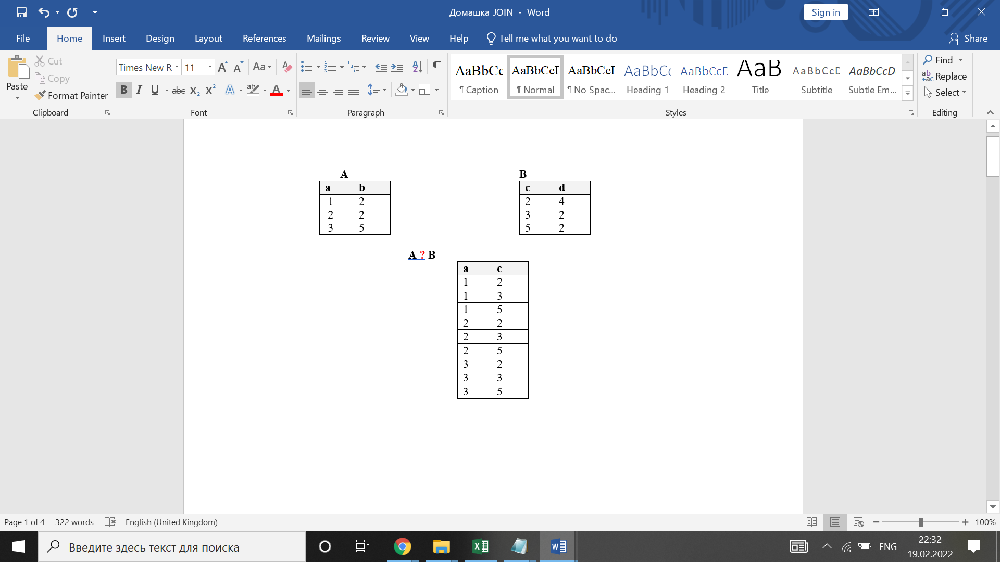 Домашка_JOIN - Word
Sign in
File Home Insert Design Layout References Mailings Review View Help Tell me what you want to do Share
Paste
Cut
Copy
Format Painter
Clipboard
Times New R 11
Aa
B I U abc X₂ X²
Font
Paragraph
AaBbCc AaBbCcI AaBbCcI AaBbCc AaBbCcD AaB AaBbCcD AaBbCcD
¶ Caption ¶ Normal ¶ No Spac... Heading 1 Heading 2 Title Subtitle Subtle Em...
Styles
Find
Replace
Select
Editing
A
a b
1 2
2 2
3 5
B
c d
2 4
3 2
5 2
A ? B
a c
1 2
1 3
1 5
2 2
2 3
2 5
3 2
3 3
3 5
Page 1 of 4 322 words English (United Kingdom) 100%
Введите здесь текст для поиска
ENG
22:32
19.02.2022